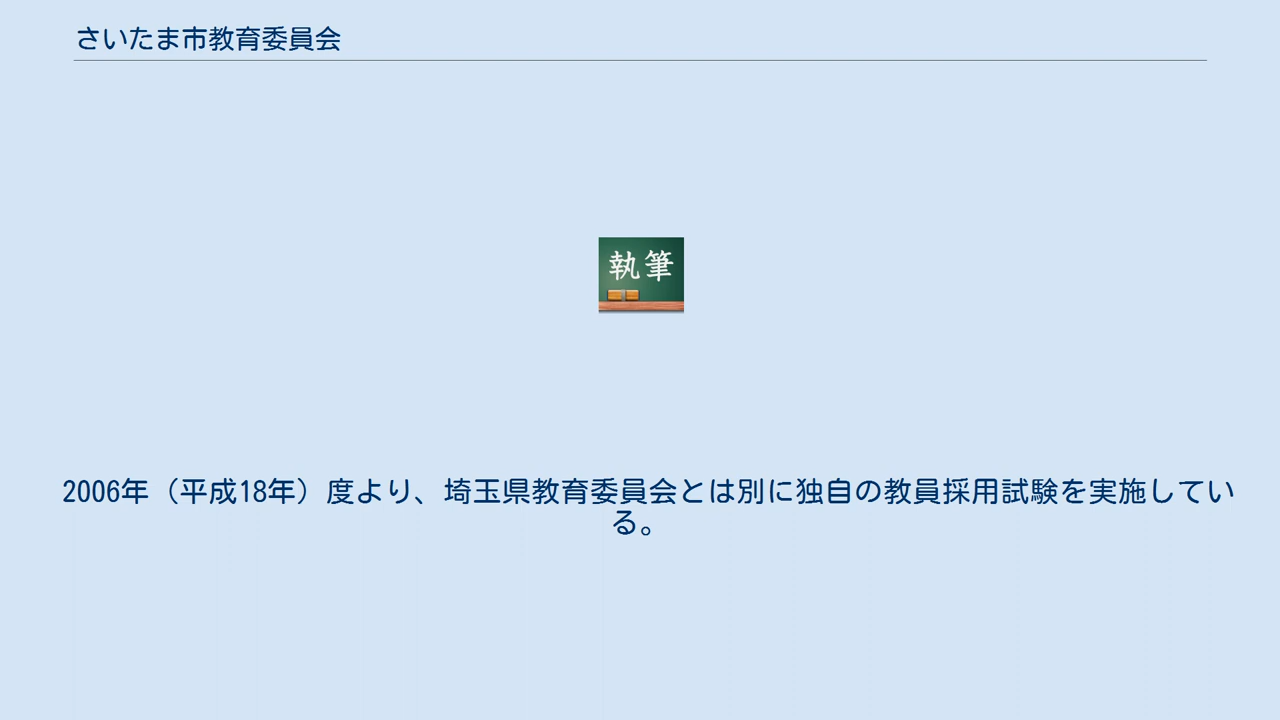 さいたま市教育委員会
執筆
2006年（平成18年）度より、埼玉県教育委員会とは別に独自の教員採用試験を実施してい
る。